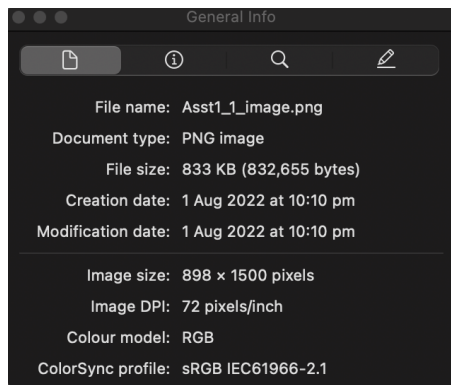 General Info
File name: Asst1_1_image.png
Document type: PNG image
File size: 833 KB (832,655 bytes)
Creation date: 1 Aug 2022 at 10:10 pm
Modification date: 1 Aug 2022 at 10:10 pm
Image size: 898 × 1500 pixels
Image DPI: 72 pixels/inch
Colour model: RGB
ColorSync profile: sRGB IEC61966-2.1